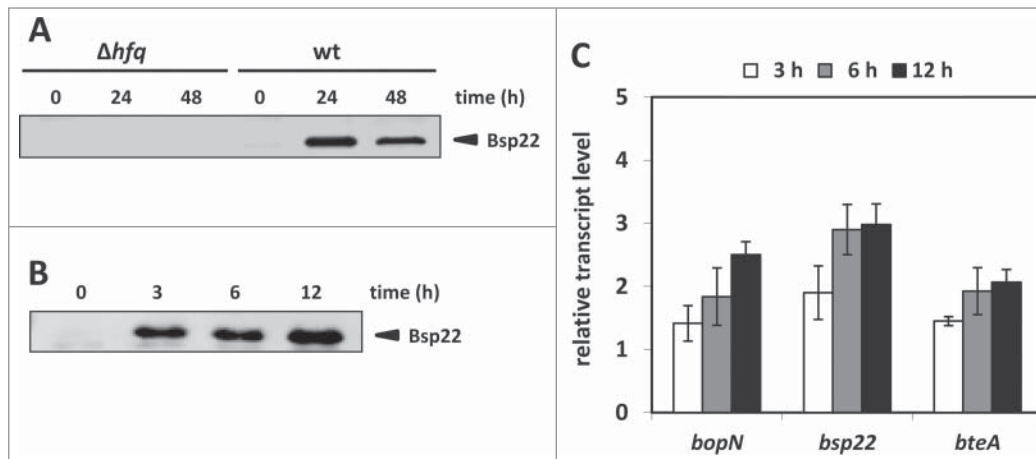 A
Δhfq wt
0 24 48 0 24 48 time (h)
Bsp22
B
0 3 6 12 time (h)
Bsp22
C
3 h 6 h 12 h
relative transcript level
5
4
3
2
1
0
bopN bsp22 bteA